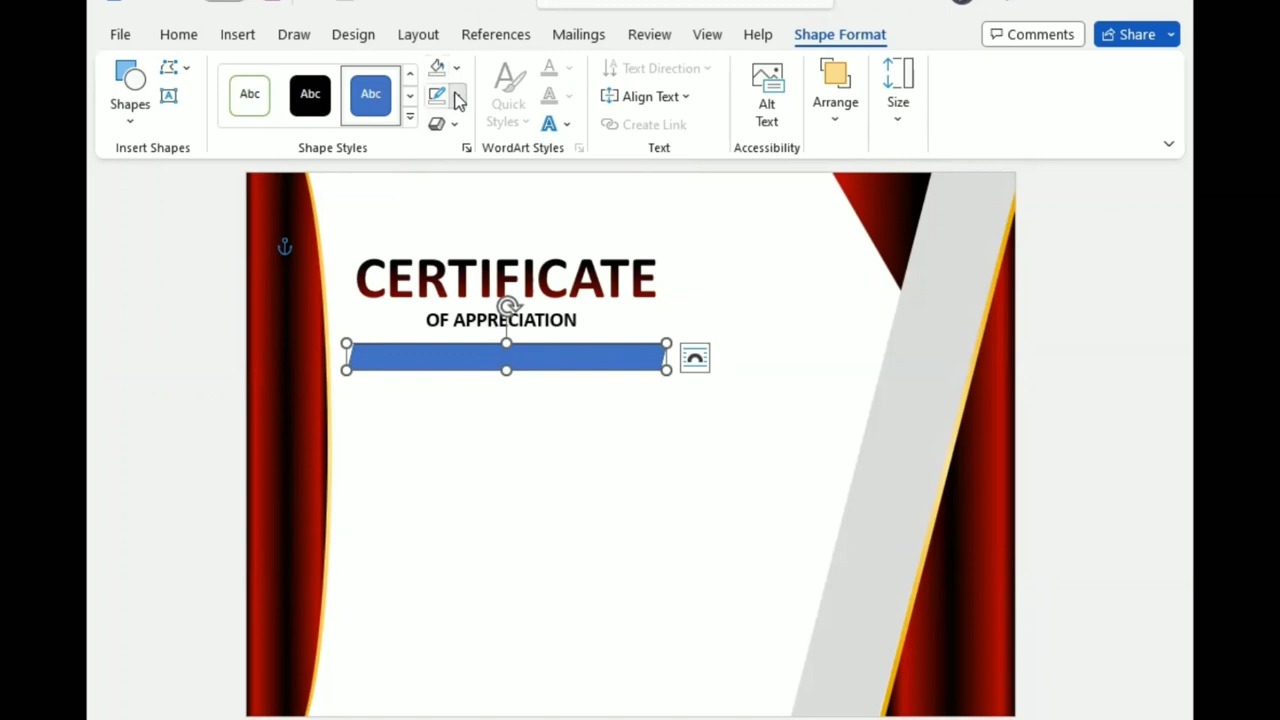 File Home Insert Draw Design Layout References Mailings Review View Help Shape Format Comments Share
Shapes
Abc Abc Abc
Quick
Styles
Text Direction
Align Text
Create Link
Alt
Text
Arrange
Size
Insert Shapes Shape Styles WordArt Styles Text Accessibility
CERTIFICATE
OF APPRECIATION